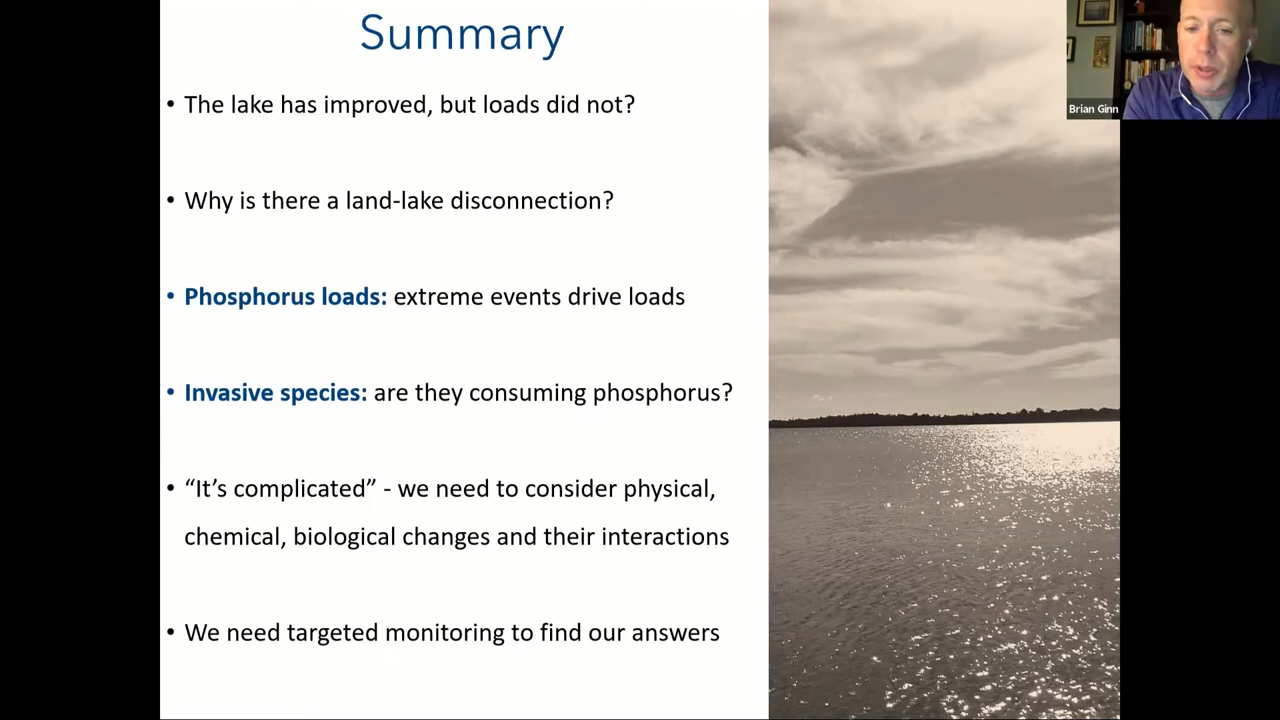 Summary
• The lake has improved, but loads did not?
• Why is there a land-lake disconnection?
• Phosphorus loads: extreme events drive loads
• Invasive species: are they consuming phosphorus?
• “It’s complicated” - we need to consider physical,
chemical, biological changes and their interactions
• We need targeted monitoring to find our answers
Brian Ginn